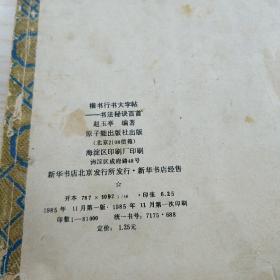 楷书行书大字帖
——书法秘诀百首
赵玉亭 编著
原子能出版社出版
(北京2108信箱)
海淀区印刷厂印刷
海淀区成府路48号
新华书店北京发行所发行·新华书店经售
☆
开本 787×1092 1/16 ·印张 6.25
1985年 11月第一版·1985年 11月第一次印刷
印数1—81000 统一书号：7175·688
定价：1.25元